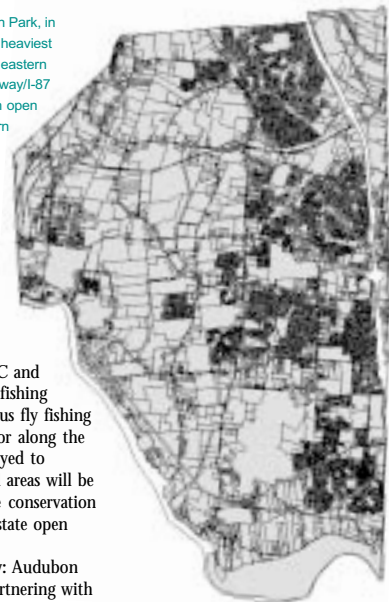 n Park, in
heaviest
eastern
way/I-87
open
rn
C and
fishing
us fly fishing
or along the
yed to
areas will be
e conservation
state open
y: Audubon
rtnering with